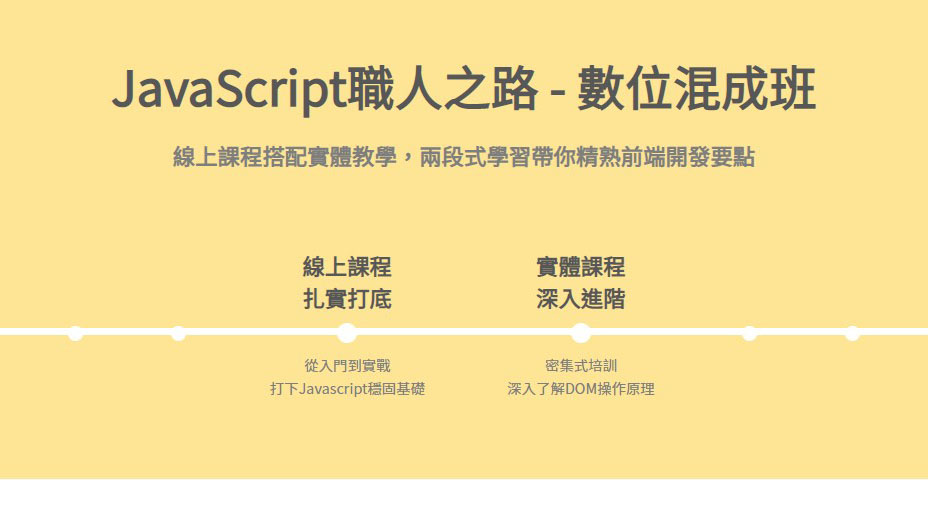 JavaScript職人之路 - 數位混成班
線上課程搭配實體教學，兩段式學習帶你精熟前端開發要點
線上課程
扎實打底
實體課程
深入進階
從入門到實戰
打下Javascript穩固基礎
密集式培訓
深入了解DOM操作原理